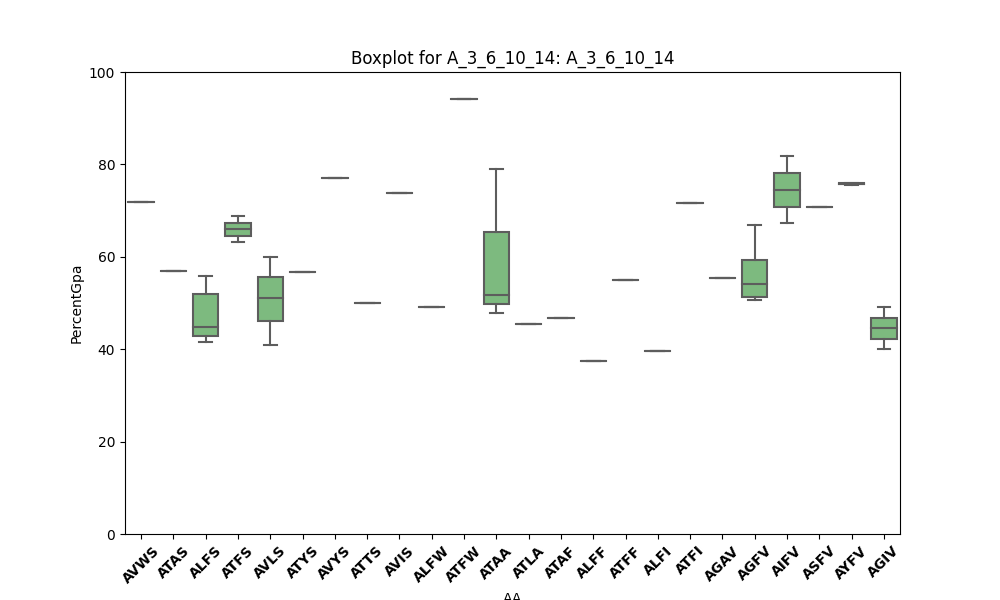 Boxplot for A_3_6_10_14: A_3_6_10_14
100
80
60
40
20
0
PercentGpa
AVWS
ATAS
ALFS
ATFS
AVLS
ATYS
AVYS
ATTS
AVIS
ALFW
ATFW
ATAA
ATLA
ATAF
ALFF
ATFF
ALFI
ATFI
AGAV
AGFV
AIFV
ASFV
AYFV
AGIV
AA